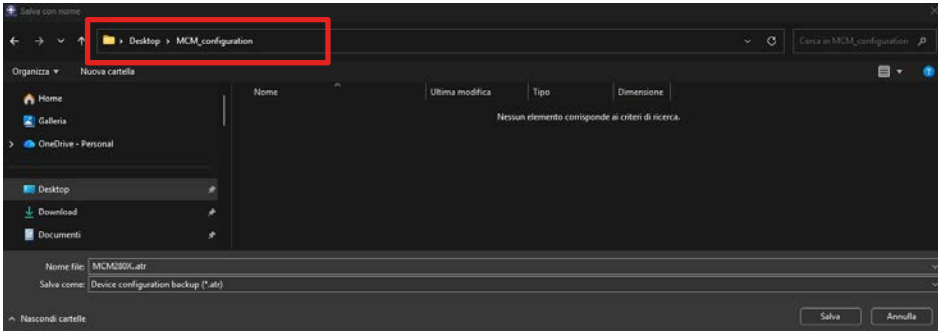 Salva con nome
Desktop > MCM_configuration
Cerca in MCM_configuration
Organizza Nuova cartella
Nome Ultima modifica Tipo Dimensione
Nessun elemento corrisponde ai criteri di ricerca.
Home
Galleria
OneDrive - Personal
Desktop
Download
Documenti
Nome file: MCM280X_.atr
Salva come: Device configuration backup (*.atr)
Nascondi cartelle Salva Annulla